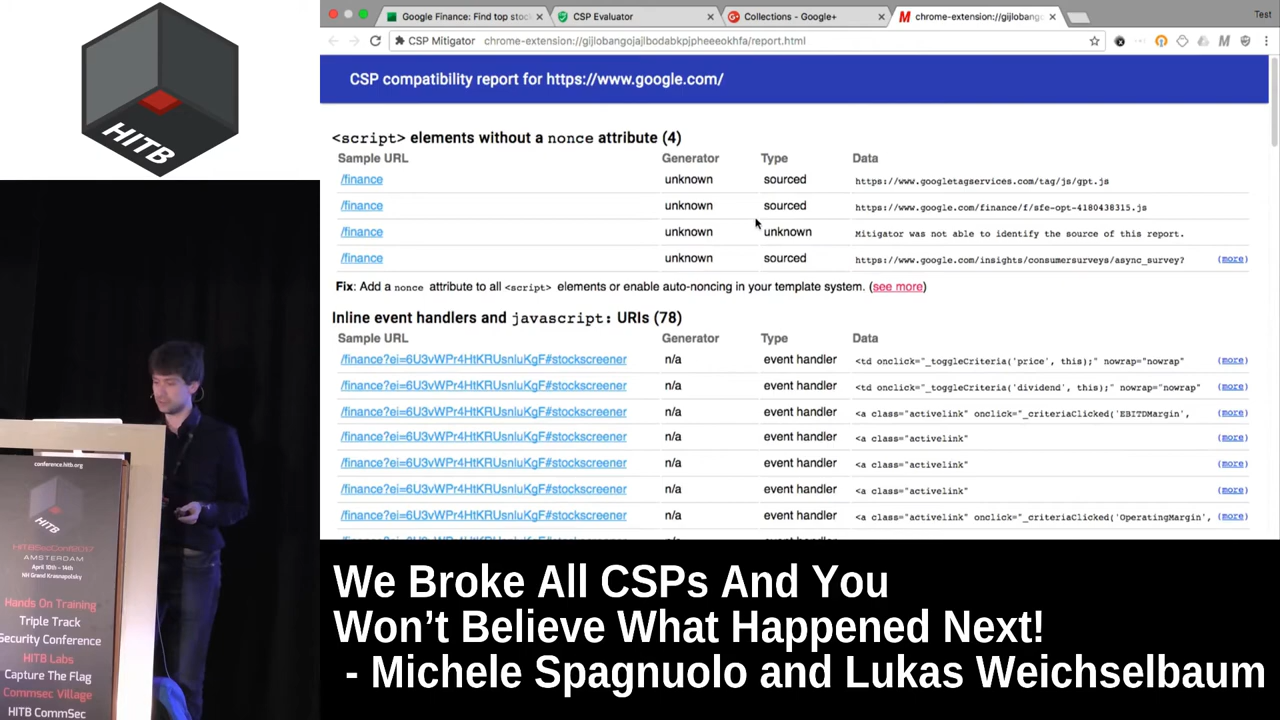 HITB
Google Finance: Find top stoc
CSP Evaluator
Collections - Google+
chrome-extension://gijlobang
Test
CSP Mitigator chrome-extension://gijlobangojajlbodabkpjpheeeokhfa/report.html
CSP compatibility report for https://www.google.com/
<script> elements without a nonce attribute (4)
Sample URL Generator Type Data
/finance unknown sourced https://www.googletagservices.com/tag/js/gpt.js
/finance unknown sourced https://www.google.com/finance/f/sfe-opt-4180438315.js
/finance unknown unknown Mitigator was not able to identify the source of this report.
/finance unknown sourced https://www.google.com/insights/consumersurveys/async_survey? (more)
Fix: Add a nonce attribute to all <script> elements or enable auto-noncing in your template system. (see more)
Inline event handlers and javascript: URIs (78)
Sample URL Generator Type Data
/finance?ei=6U3vWPr4HtKRUsnluKgF#stockscreener n/a event handler <td onclick="_toggleCriteria('price', this);" nowrap="nowrap" (more)
/finance?ei=6U3vWPr4HtKRUsnluKgF#stockscreener n/a event handler <td onclick="_toggleCriteria('dividend', this);" nowrap="nowrap (more)
/finance?ei=6U3vWPr4HtKRUsnluKgF#stockscreener n/a event handler <a class="activelink" onclick="_criteriaClicked('EBITDMargin', (more)
/finance?ei=6U3vWPr4HtKRUsnluKgF#stockscreener n/a event handler <a class="activelink" (more)
/finance?ei=6U3vWPr4HtKRUsnluKgF#stockscreener n/a event handler <a class="activelink" (more)
/finance?ei=6U3vWPr4HtKRUsnluKgF#stockscreener n/a event handler <a class="activelink" (more)
/finance?ei=6U3vWPr4HtKRUsnluKgF#stockscreener n/a event handler <a class="activelink" onclick="_criteriaClicked('OperatingMargin', (more)
conference.hitb.org
HITB
AMSTERDAM
April 10th - 14th
NH Grand Krasnapolsky
Hands On Training
Triple Track
Security Conference
HITB Labs
Capture The Flag
Commsec Village
HITB CommSec
We Broke All CSPs And You
Won't Believe What Happened Next!
- Michele Spagnuolo and Lukas Weichselbaum